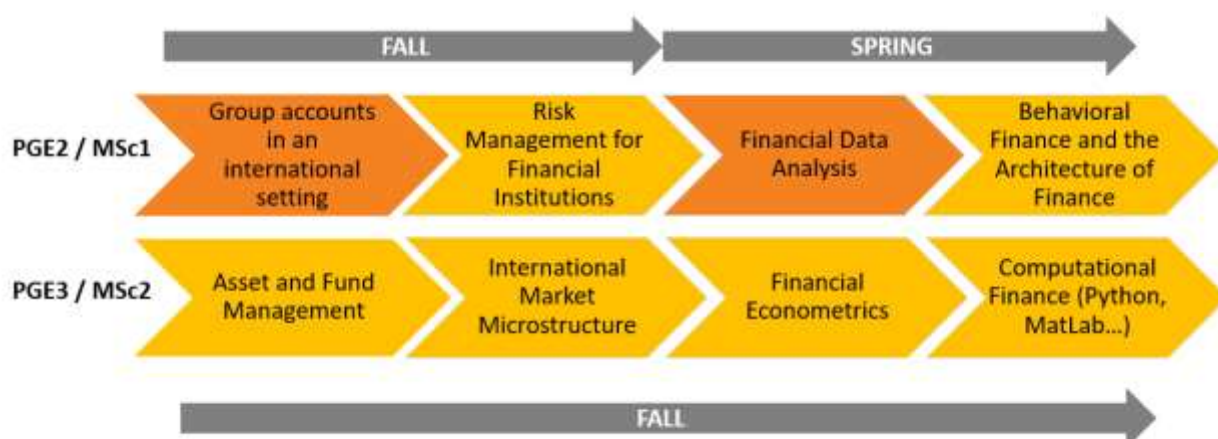 FALL
SPRING
PGE2 / MSc1
Group accounts
in an
international
setting
Risk
Management for
Financial
Institutions
Financial Data
Analysis
Behavioral
Finance and the
Architecture of
Finance
PGE3 / MSc2
Asset and Fund
Management
International
Market
Microstructure
Financial
Econometrics
Computational
Finance (Python,
MatLab...)
FALL